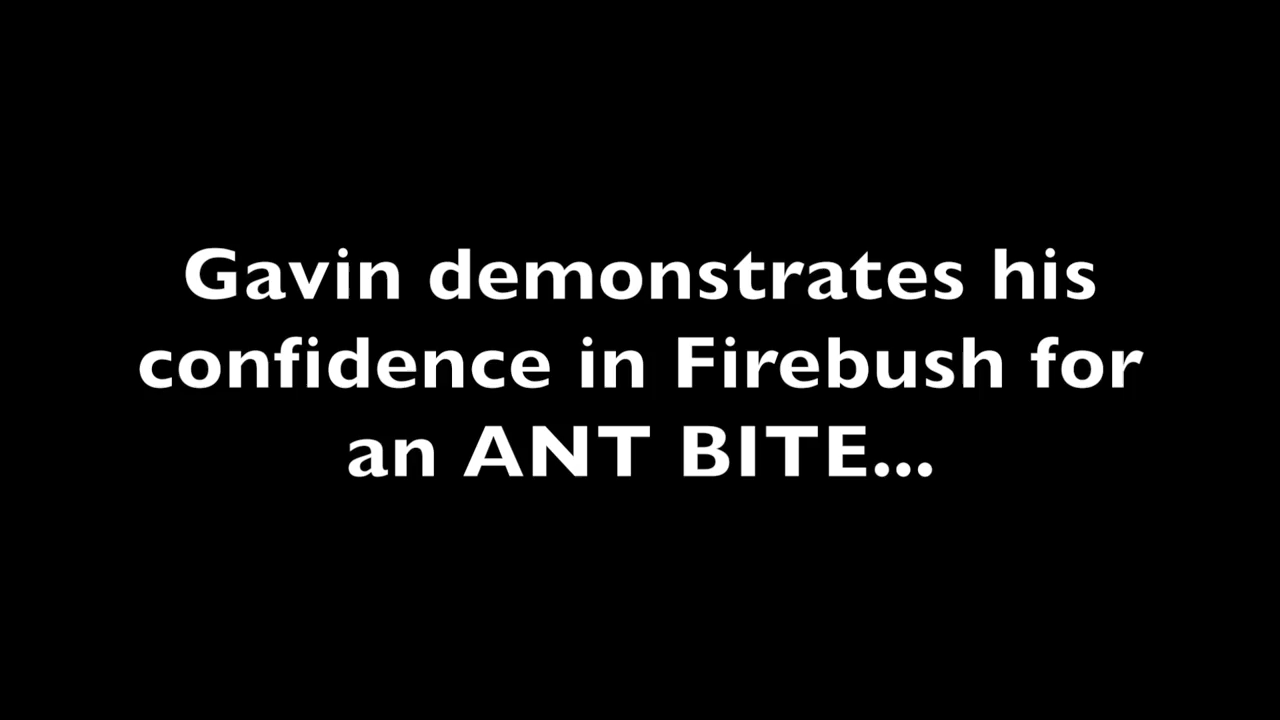 Gavin demonstrates his
confidence in Firebush for
an ANT BITE...